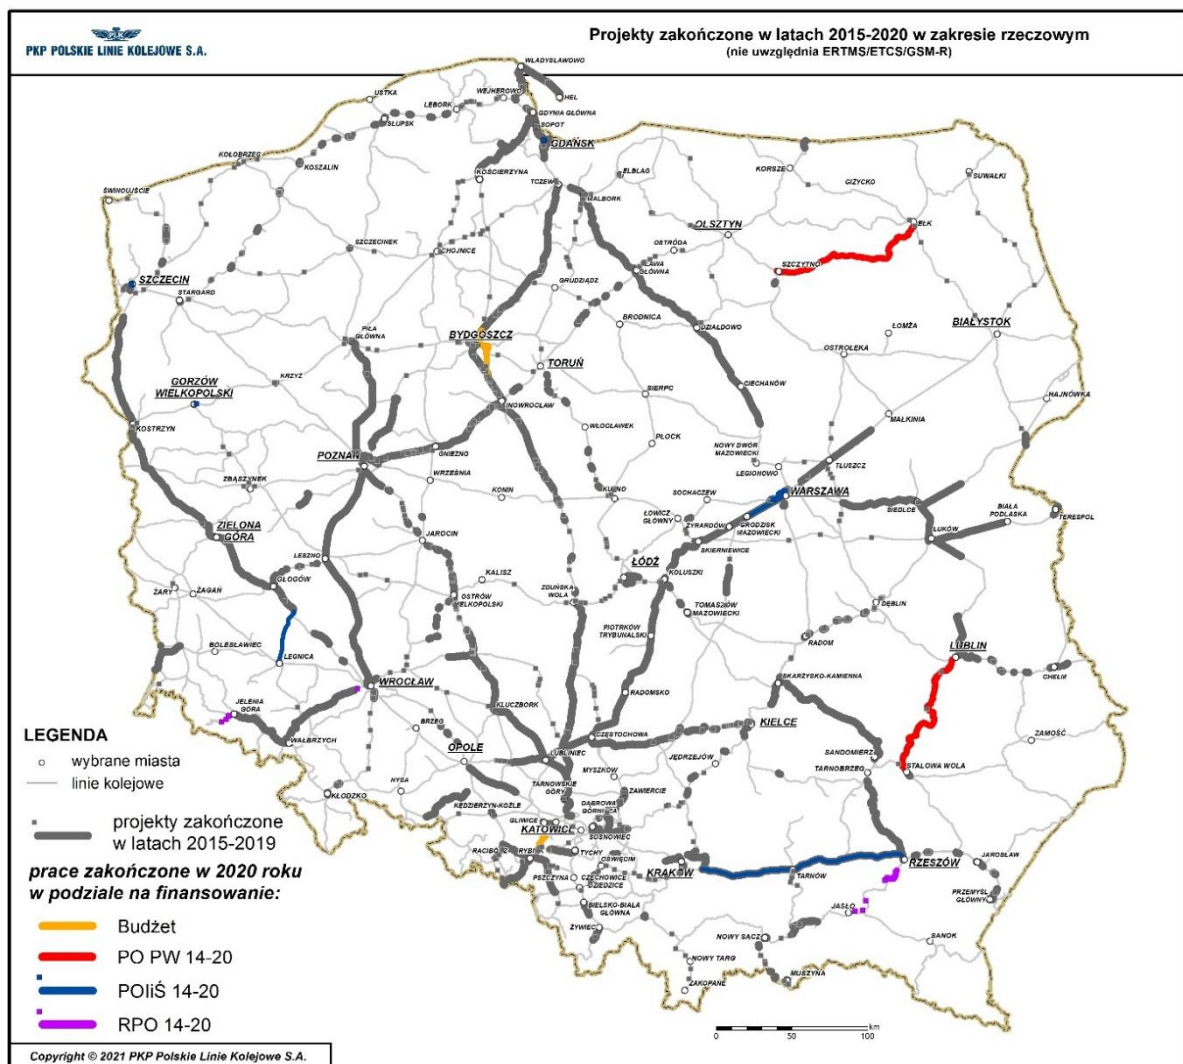 PKP POLSKIE LINIE KOLEJOWE S.A.
Projekty zakończone w latach 2015-2020 w zakresie rzeczowym
(nie uwzględnia ERTMS/ETCS/GSM-R)
WŁADYSŁAWOWO
HEL
USTKA
WEJHEROWO
LĘBORK
GDYNIA GŁÓWNA
SŁUPSK
SOPOT
GDAŃSK
KOŁOBRZEG
KOSZALIN
KOŚCIERZYNA
TCZEW
ELBLĄG
KORSZE
GIŻYCKO
SUWAŁKI
ŚWINOUJŚCIE
MALBORK
OLSZTYN
EŁK
SZCZECINEK
CHOJNICE
OSTRÓDA
IŁAWA
GŁÓWNA
SZCZYTNO
SZCZECIN
STARGARD
GRUDZIĄDZ
BRODNICA
DZIAŁDOWO
ŁOMŻA
BIAŁYSTOK
PIŁA
GŁÓWNA
BYDGOSZCZ
OSTROŁĘKA
TORUŃ
GORZÓW
WIELKOPOLSKI
KRZYŻ
SIERPC
CIECHANÓW
HAJNÓWKA
INOWROCŁAW
MAŁKINIA
KOSTRZYN
WŁOCŁAWEK
PŁOCK
NOWY DWÓR
MAZOWIECKI
LEGIONOWO
TŁUSZCZ
POZNAŃ
GNIEZNO
WRZEŚNIA
ZBĄSZYNEK
KONIN
KUTNO
SOCHACZEW
WARSZAWA
SIEDLCE
BIAŁA
PODLASKA
TERESPOL
ŁOWICZ
GŁÓWNY
ŻYRARDÓW
GRODZISK
MAZOWIECKI
ZIELONA
GÓRA
JAROCIN
SKIERNIEWICE
ŁUKÓW
LESZNO
ŁÓDŹ
KOLUSZKI
GŁOGÓW
KALISZ
ŻARY
ŻAGAŃ
OSTRÓW
WIELKOPOLSKI
ZDUŃSKA
WOLA
TOMASZÓW
MAZOWIECKI
DĘBLIN
PIOTRKÓW
TRYBUNALSKI
RADOM
BOLESŁAWIEC
LEGNICA
LUBLIN
CHEŁM
WROCŁAW
SKARŻYSKO-KAMIENNA
RADOMSKO
JELENIA
GÓRA
KLUCZBORK
BRZEG
KIELCE
WAŁBRZYCH
OPOLE
LUBLINIEC
CZĘSTOCHOWA
JĘDRZEJÓW
SANDOMIERZ
ZAMOŚĆ
TARNOBRZEG
STALOWA WOLA
MYSZKÓW
TARNOWSKIE
GÓRY
ZAWIERCIE
KŁODZKO
NYSA
KĘDZIERZYN-KOŹLE
DĄBROWA
GÓRNICZA
GLIWICE
KATOWICE
SOSNOWIEC
RACIBÓRZ
RYBNIK
TYCHY
OŚWIĘCIM
KRAKÓW
TARNÓW
RZESZÓW
JAROSŁAW
PSZCZYNA
CZECHOWICE
DZIEDZICE
PRZEMYŚL
GŁÓWNY
BIELSKO-BIAŁA
GŁÓWNA
JASŁO
ŻYWIEC
NOWY SĄCZ
SANOK
NOWY TARG
MUSZYNA
ZAKOPANE
LEGENDA
wybrane miasta
linie kolejowe
projekty zakończone
w latach 2015-2019
prace zakończone w 2020 roku
w podziale na finansowanie:
Budżet
PO PW 14-20
POIiŚ 14-20
RPO 14-20
0 50 100 km
Copyright © 2021 PKP Polskie Linie Kolejowe S.A.